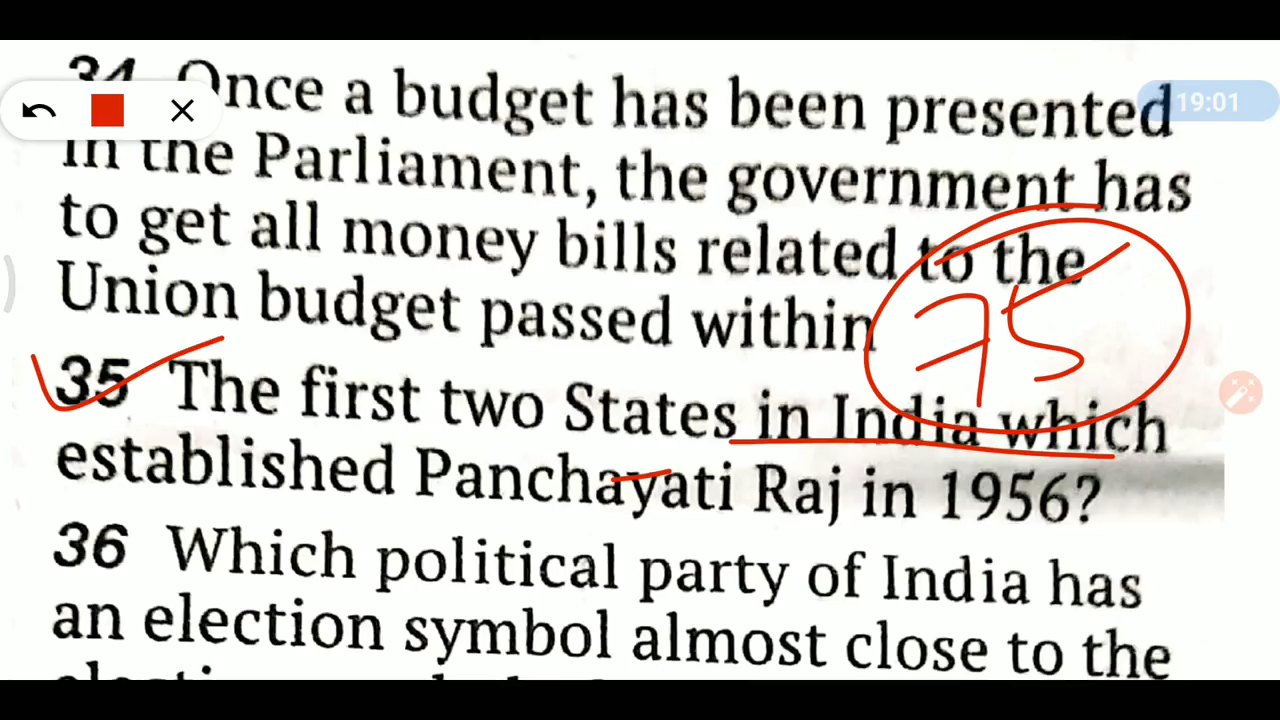 34 Once a budget has been presented
19:01
in the Parliament, the government has
to get all money bills related to the
Union budget passed within 75
35 The first two States in India which
established Panchayati Raj in 1956?
36 Which political party of India has
an election symbol almost close to the